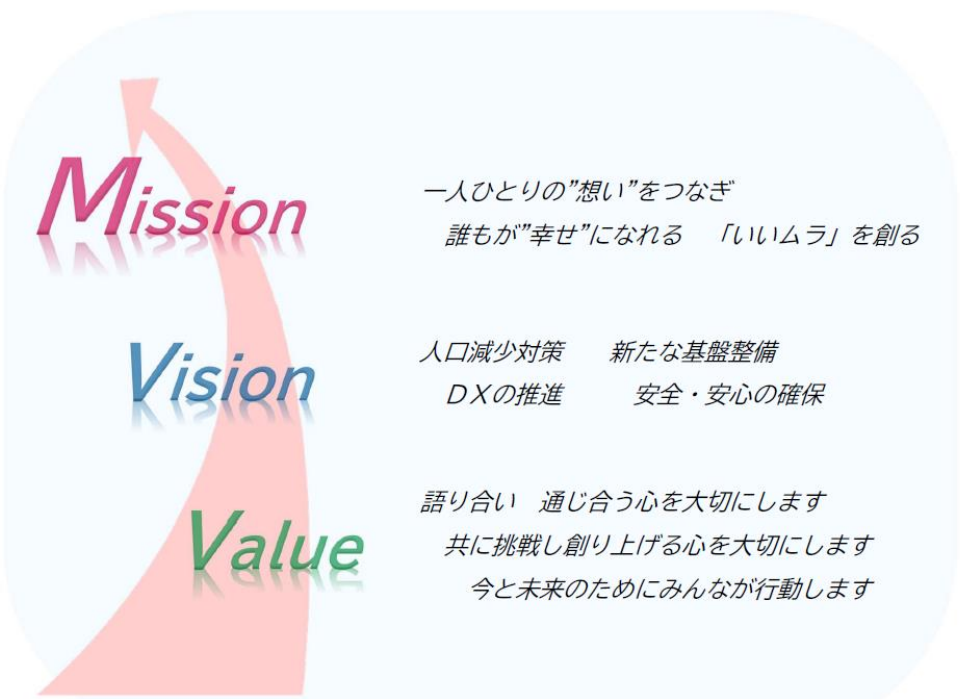 Mission
一人ひとりの”想い”をつなぎ
誰もが”幸せ”になれる　「いいムラ」を創る
Vision
人口減少対策　　新たな基盤整備
ＤＸの推進　　　安全・安心の確保
Value
語り合い　通じ合う心を大切にします
共に挑戦し創り上げる心を大切にします
今と未来のためにみんなが行動します